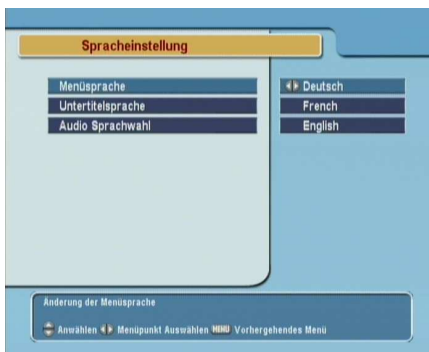 Spracheinstellung
Menüsprache Deutsch
Untertitelsprache French
Audio Sprachwahl English
Änderung der Menüsprache
Anwählen Menüpunkt Auswählen MENU Vorhergehendes Menü